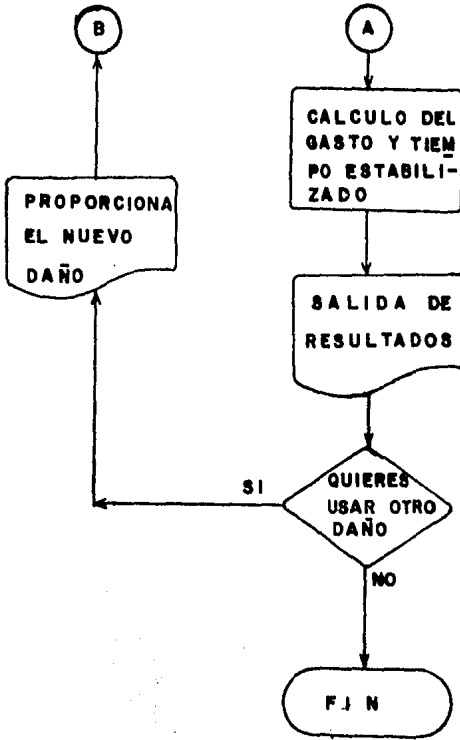 B
A
CALCULO DEL
GASTO Y TIEM
PO ESTABILI-
ZADO
PROPORCIONA
EL NUEVO
DAÑO
SALIDA DE
RESULTADOS
SI
QUIERES
USAR OTRO
DAÑO
NO
FIN